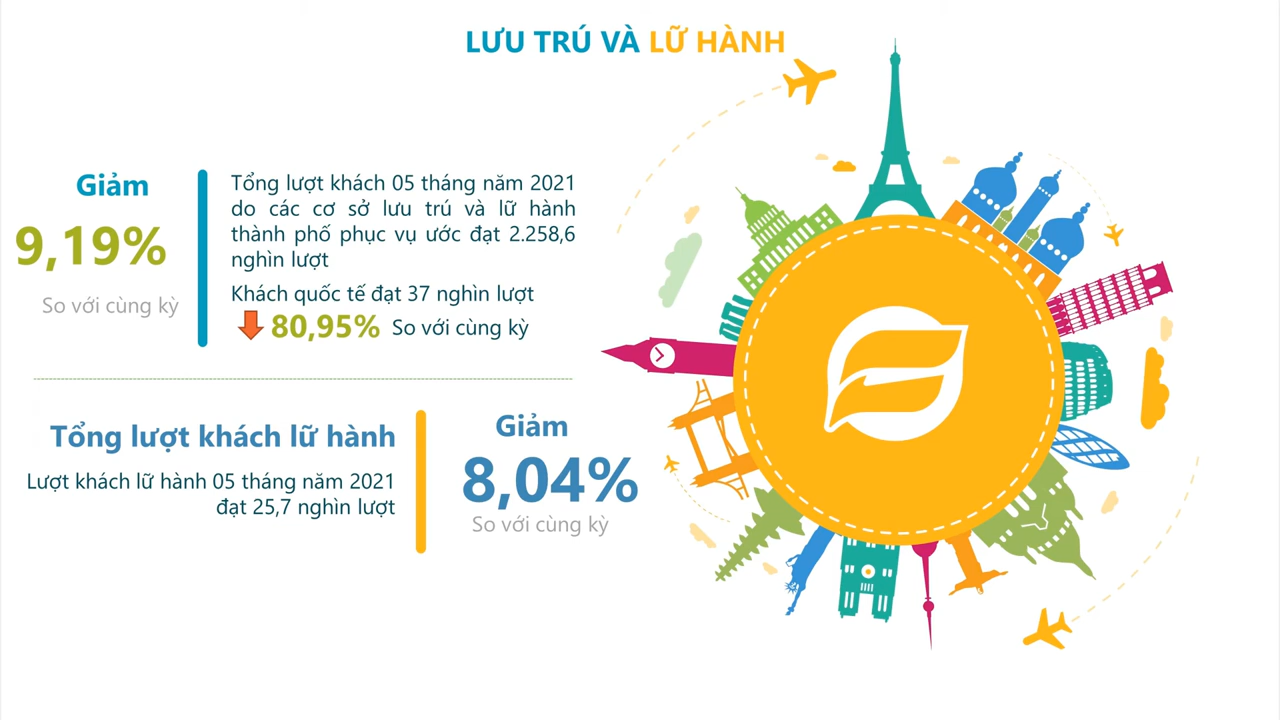 LƯU TRÚ VÀ LỮ HÀNH
Giảm
9,19%
So với cùng kỳ
Tổng lượt khách 05 tháng năm 2021
do các cơ sở lưu trú và lữ hành
thành phố phục vụ ước đạt 2.258,6
nghìn lượt
Khách quốc tế đạt 37 nghìn lượt
80,95% So với cùng kỳ
Tổng lượt khách lữ hành
Lượt khách lữ hành 05 tháng năm 2021
đạt 25,7 nghìn lượt
Giảm
8,04%
So với cùng kỳ